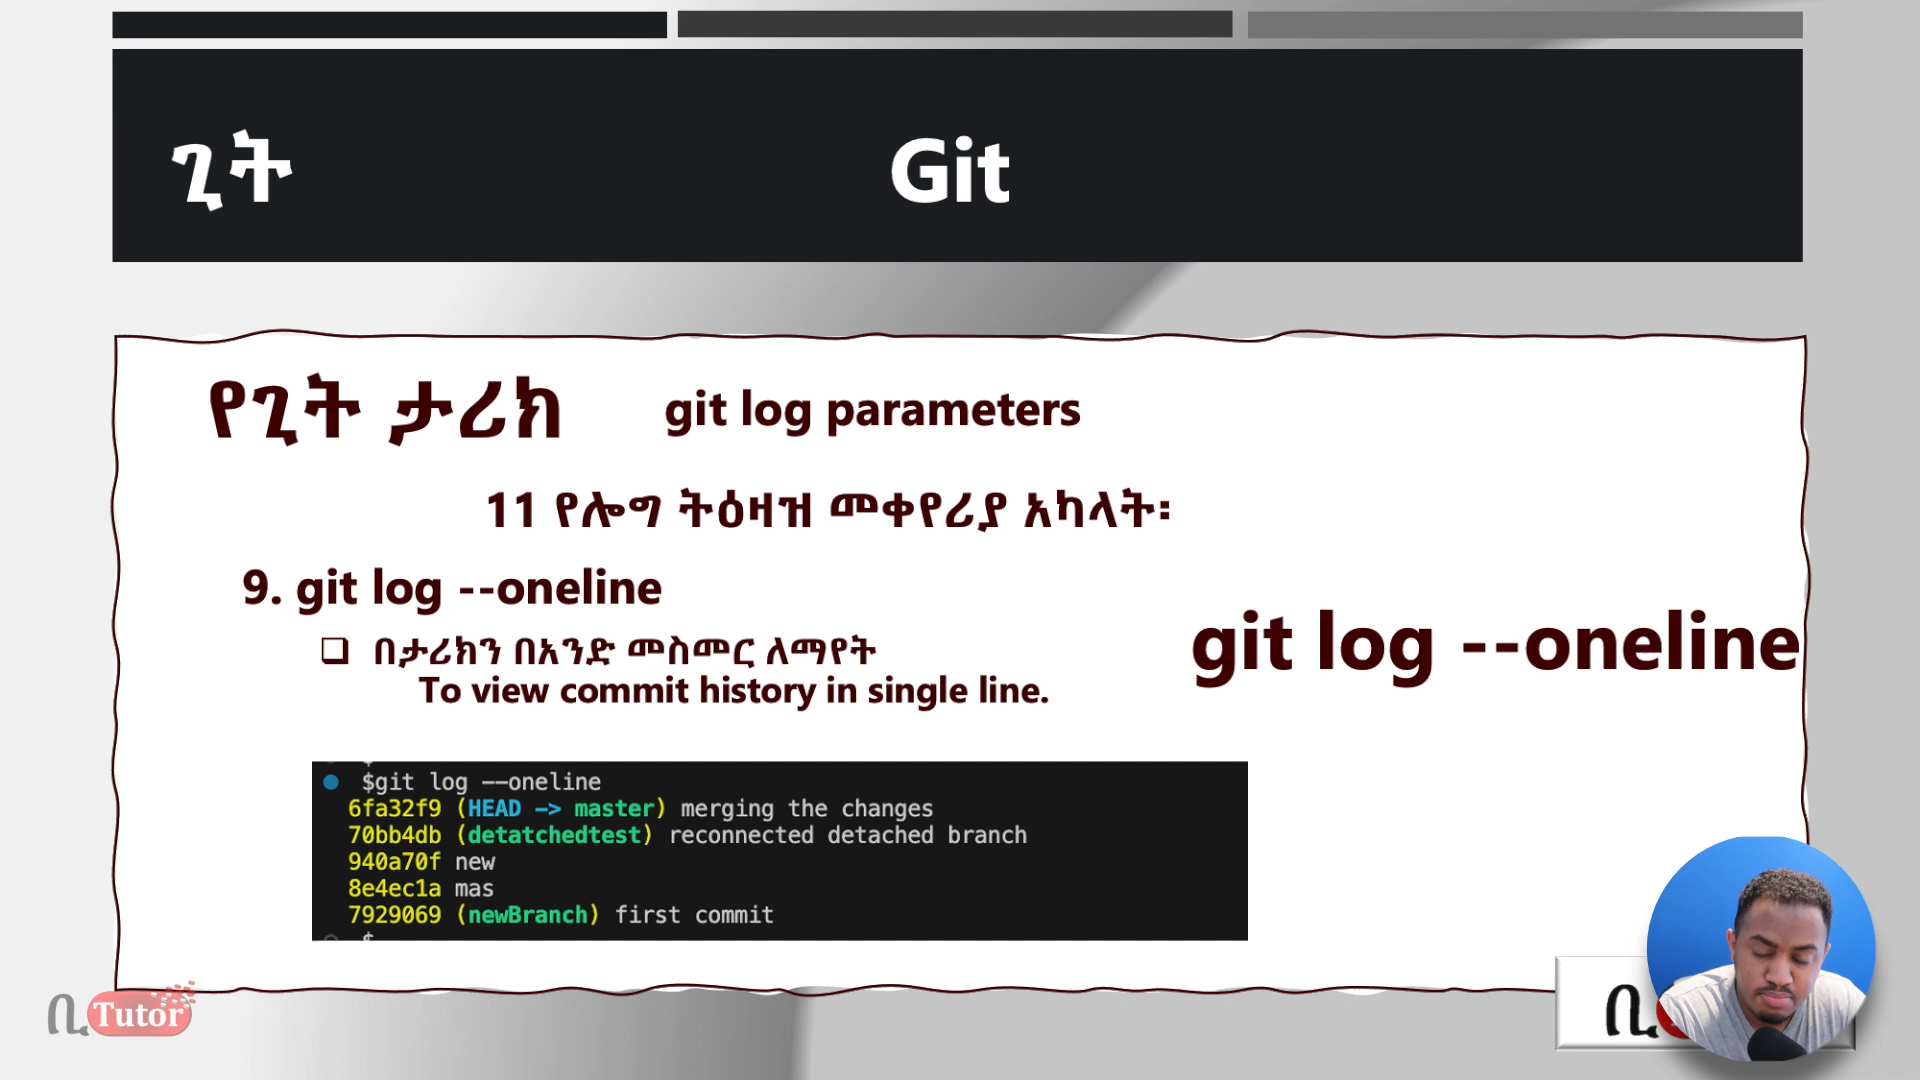 ጊት Git
የጊት ታሪክ git log parameters
11 የሎግ ትዕዛዝ መቀየሪያ አካላት፡
9. git log --oneline
❑ በታሪክን በአንድ መስመር ለማየት
To view commit history in single line.
git log --oneline
$git log --oneline
6fa32f9 (HEAD -> master) merging the changes
70bb4db (detatchedtest) reconnected detached branch
940a70f new
8e4ec1a mas
7929069 (newBranch) first commit
$
ቢ Tutor